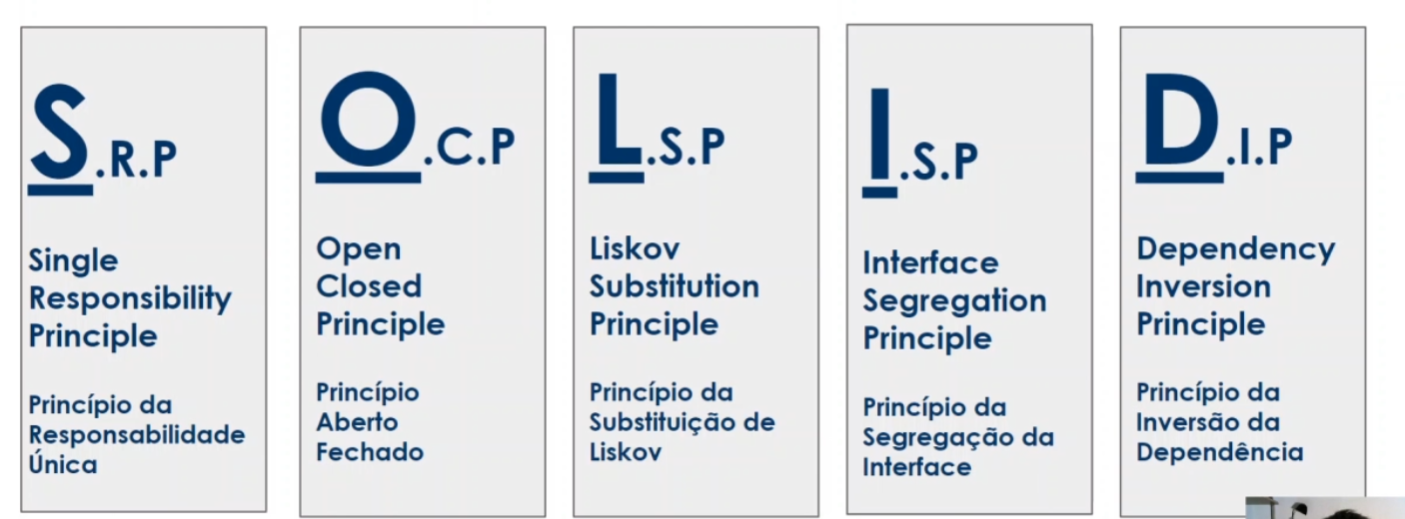 S.R.P
Single
Responsibility
Principle
Princípio da
Responsabilidade
Única
O.C.P
Open
Closed
Principle
Princípio
Aberto
Fechado
L.S.P
Liskov
Substitution
Principle
Princípio da
Substituição de
Liskov
I.S.P
Interface
Segregation
Principle
Princípio da
Segregação da
Interface
D.I.P
Dependency
Inversion
Principle
Princípio da
Inversão da
Dependência